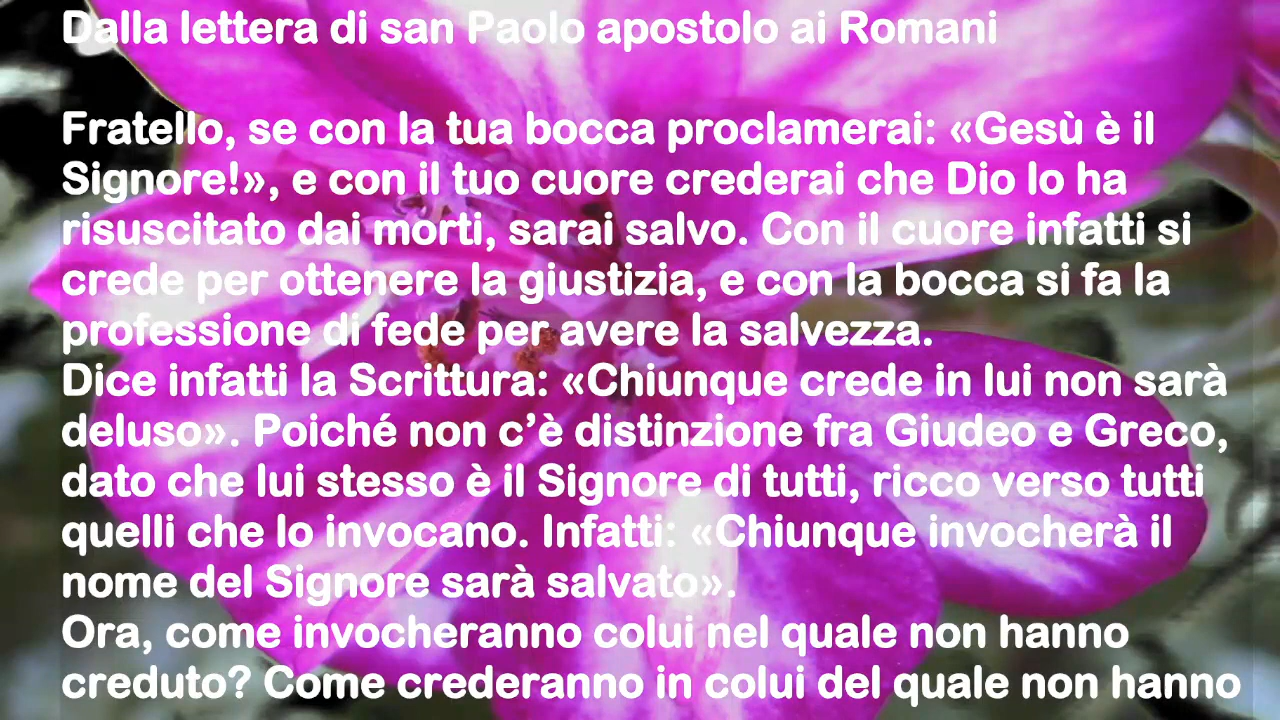 Dalla lettera di san Paolo apostolo ai Romani
Fratello, se con la tua bocca proclamerai: «Gesù è il
Signore!», e con il tuo cuore crederai che Dio lo ha
risuscitato dai morti, sarai salvo. Con il cuore infatti si
crede per ottenere la giustizia, e con la bocca si fa la
professione di fede per avere la salvezza.
Dice infatti la Scrittura: «Chiunque crede in lui non sarà
deluso». Poiché non c’è distinzione fra Giudeo e Greco,
dato che lui stesso è il Signore di tutti, ricco verso tutti
quelli che lo invocano. Infatti: «Chiunque invocherà il
nome del Signore sarà salvato».
Ora, come invocheranno colui nel quale non hanno
creduto? Come crederanno in colui del quale non hanno